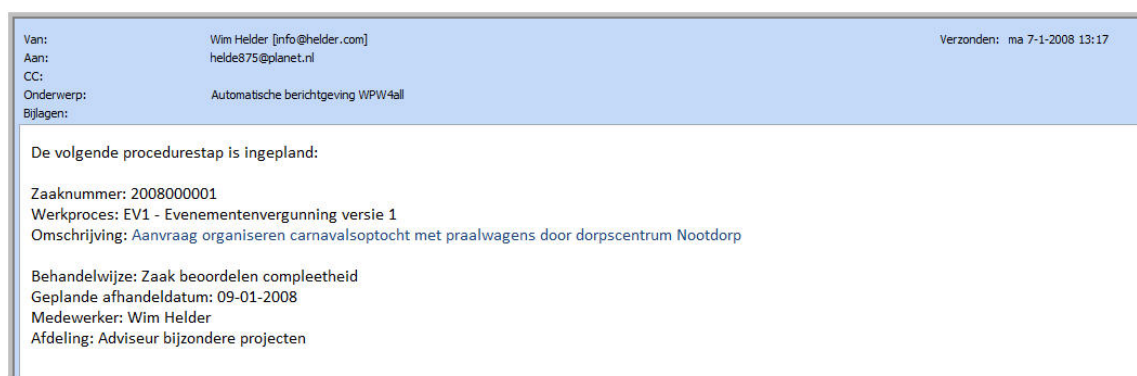 Van: Wim Helder [info@helder.com] Verzonden: ma 7-1-2008 13:17
Aan: helde875@planet.nl
CC:
Onderwerp: Automatische berichtgeving WPW4all
Bijlagen:
De volgende procedurestap is ingepland:
Zaaknummer: 2008000001
Werkproces: EV1 - Evenementenvergunning versie 1
Omschrijving: Aanvraag organiseren carnavalsoptocht met praalwagens door dorpscentrum Nootdorp
Behandelwijze: Zaak beoordelen compleetheid
Geplande afhandeldatum: 09-01-2008
Medewerker: Wim Helder
Afdeling: Adviseur bijzondere projecten